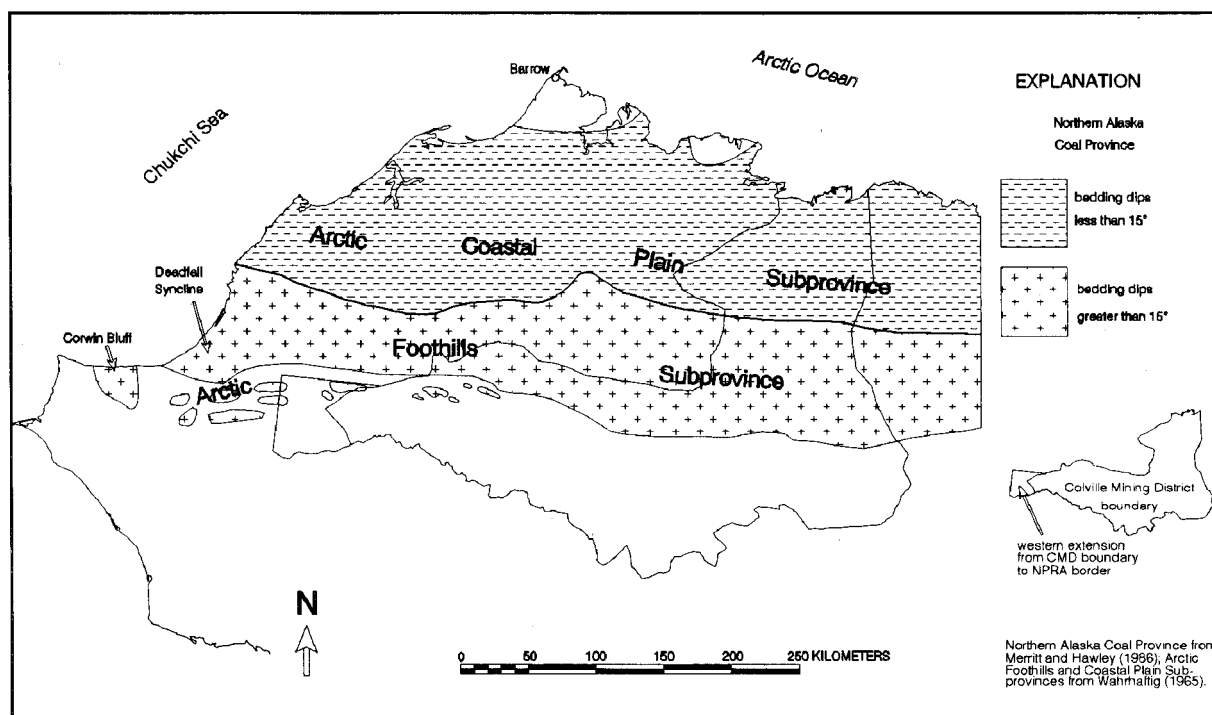 Barrow
Arctic Ocean
Chukchi Sea
EXPLANATION
Northern Alaska
Coal Province
bedding dips
less than 15°
bedding dips
greater than 15°
Arctic Coastal Plain Subprovince
Deadfall
Syncline
Corwin Bluff
Arctic Foothills Subprovince
Colville Mining District
boundary
western extension
from CMD boundary
to NPRA border
N
0 50 100 150 200 250 KILOMETERS
Northern Alaska Coal Province from
Merritt and Hawley (1986); Arctic
Foothills and Coastal Plain Sub-
provinces from Wahrhaftig (1965).